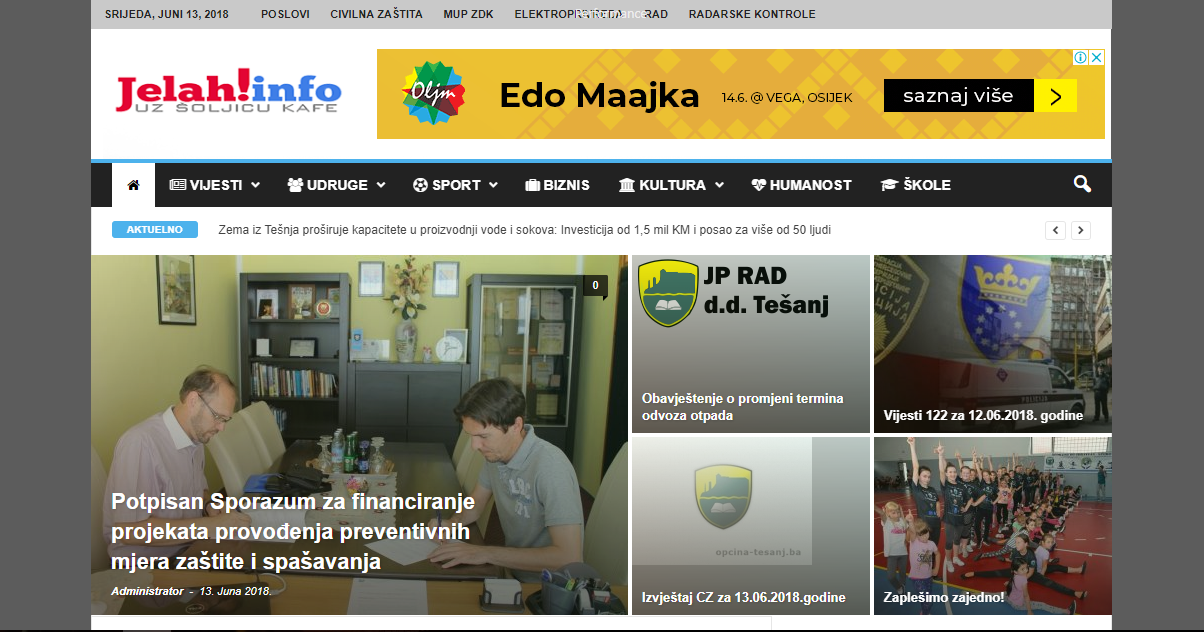 SRIJEDA, JUNI 13, 2018 POSLOVI CIVILNA ZAŠTITA MUP ZDK RAD RADARSKE KONTROLE
Performance
Jelah!info
UZ ŠOLJICU KAFE
Oljm
Edo Maajka 14.6. @ VEGA, OSIJEK saznaj više
VIJESTI UDRUGE SPORT BIZNIS KULTURA HUMANOST ŠKOLE
AKTUELNO Zema iz Tešnja proširuje kapacitete u proizvodnji vode i sokova: Investicija od 1,5 mil KM i posao za više od 50 ljudi
0
Potpisan Sporazum za financiranje
projekata provođenja preventivnih
mjera zaštite i spašavanja
Administrator - 13. Juna 2018.
JP RAD
d.d. Tešanj
Obavještenje o promjeni termina
odvoza otpada
POLICIJA
Vijesti 122 za 12.06.2018. godine
opcina-tesanj.ba
Izvještaj CZ za 13.06.2018.godine
Zaplešimo zajedno!